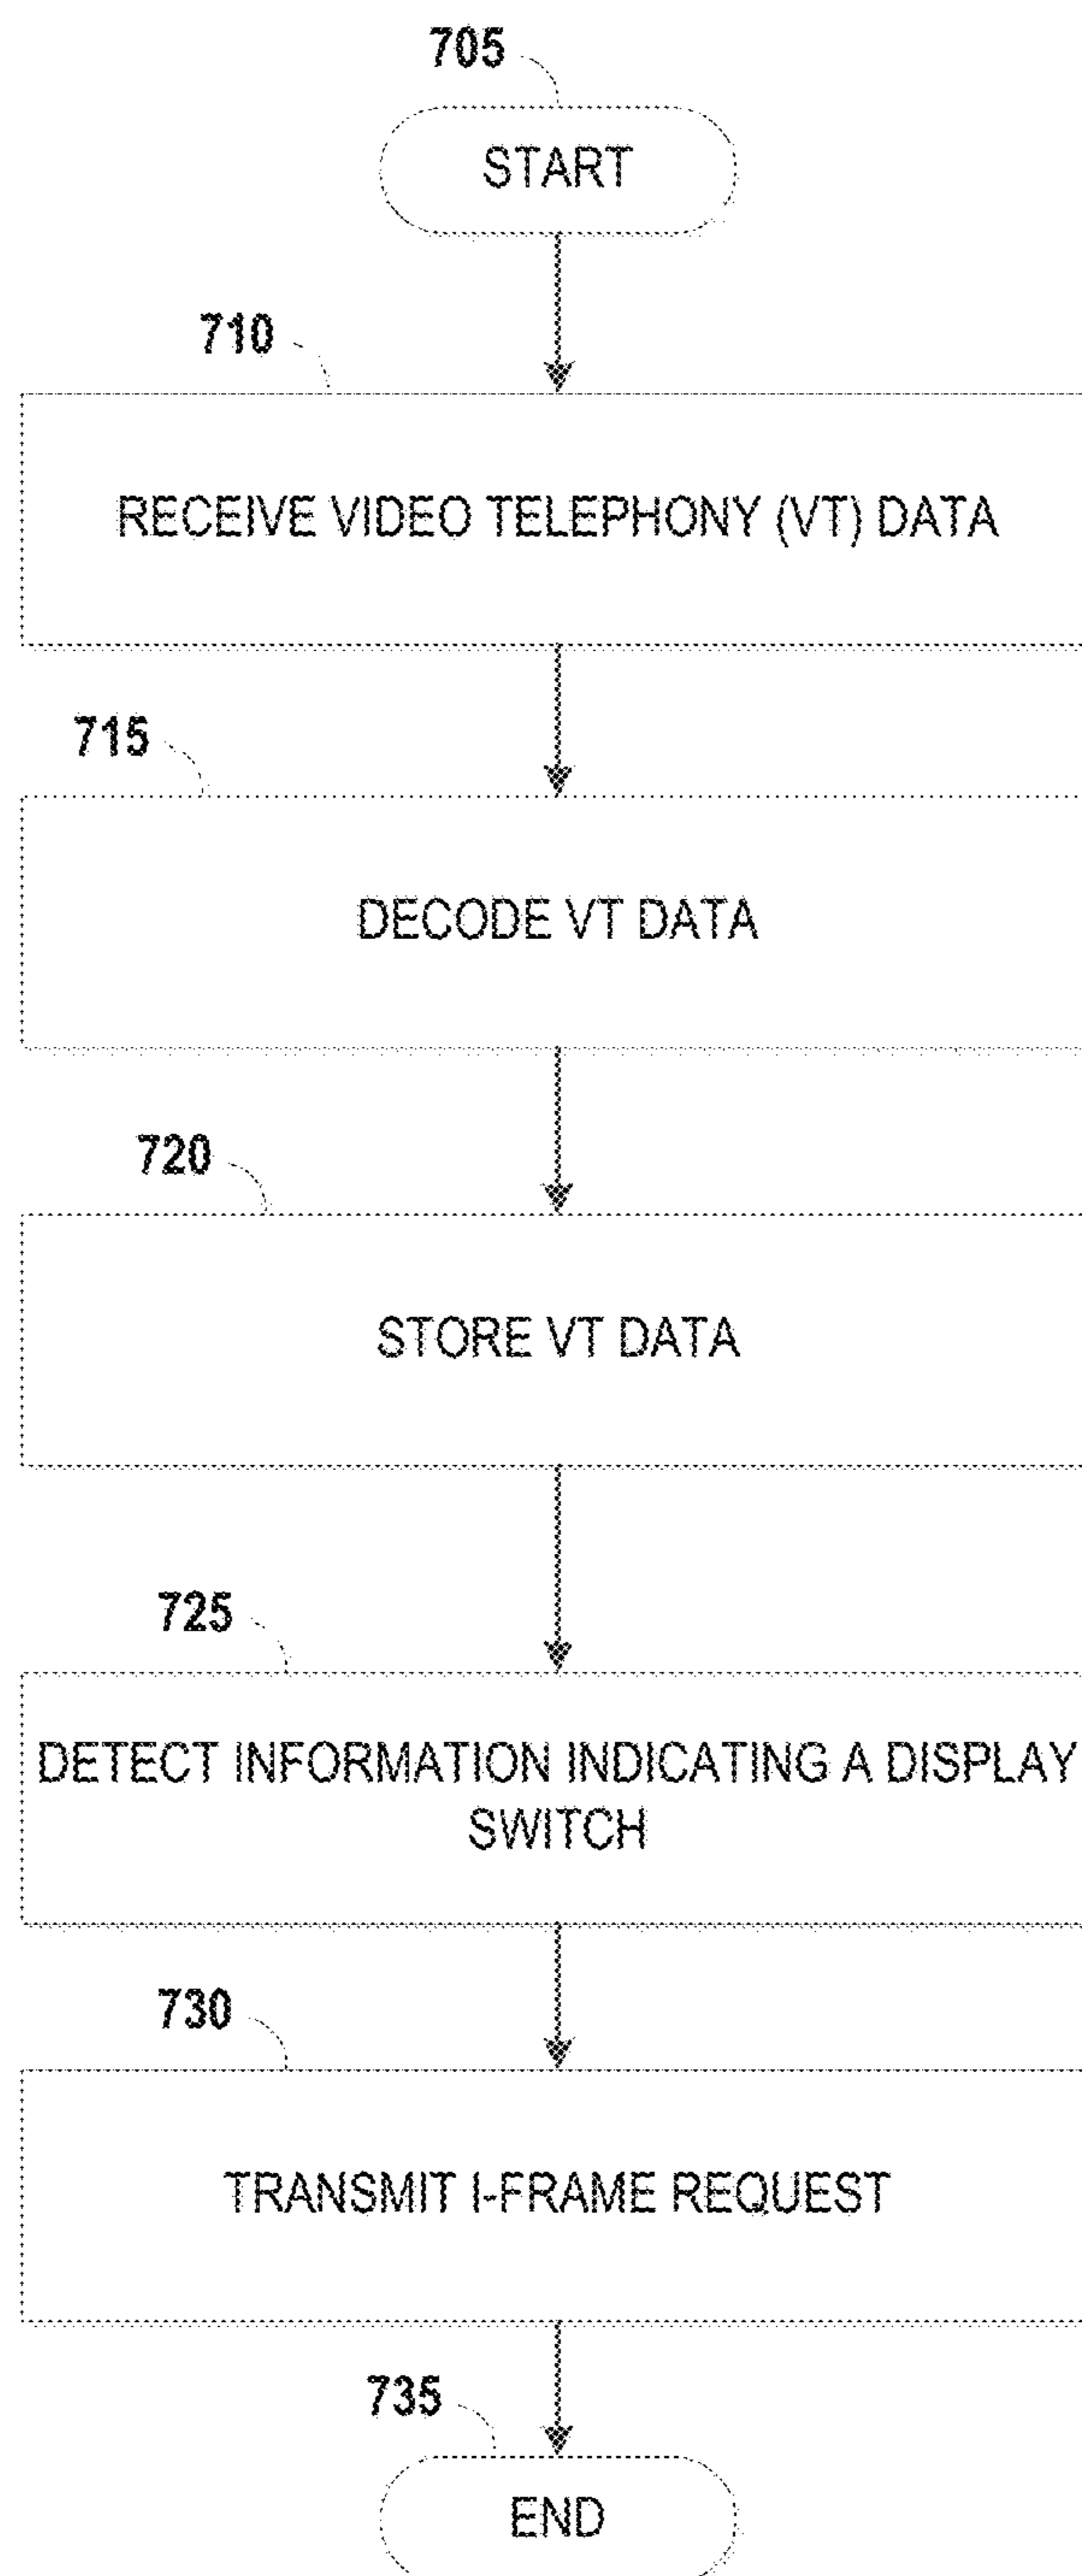 705
START
710
RECEIVE VIDEO TELEPHONY (VT) DATA
715
DECODE VT DATA
720
STORE VT DATA
725
DETECT INFORMATION INDICATING A DISPLAY
SWITCH
730
TRANSMIT I-FRAME REQUEST
735
END